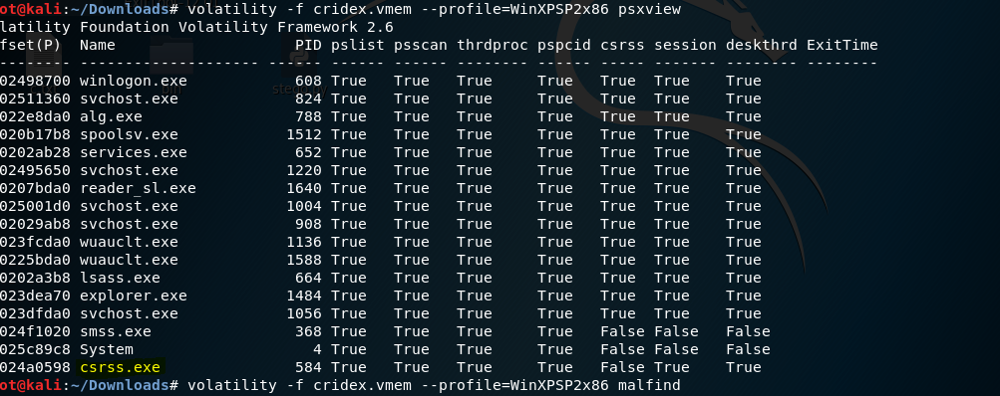 ot@kali:~/Downloads# volatility -f cridex.vmem --profile=WinXPSP2x86 psxview
latility Foundation Volatility Framework 2.6
fset(P) Name PID pslist psscan thrdproc pspcid csrss session deskthrd ExitTime
------- -------------------- ------ ------ ------ -------- ------ ----- ------- -------- --------
02498700 winlogon.exe 608 True True True True True True True
02511360 svchost.exe 824 True True True True True True True
022e8da0 alg.exe 788 True True True True True True True
020b17b8 spoolsv.exe 1512 True True True True True True True
0202ab28 services.exe 652 True True True True True True True
02495650 svchost.exe 1220 True True True True True True True
0207bda0 reader_sl.exe 1640 True True True True True True True
025001d0 svchost.exe 1004 True True True True True True True
02029ab8 svchost.exe 908 True True True True True True True
023fcda0 wuauclt.exe 1136 True True True True True True True
0225bda0 wuauclt.exe 1588 True True True True True True True
0202a3b8 lsass.exe 664 True True True True True True True
023dea70 explorer.exe 1484 True True True True True True True
023dfda0 svchost.exe 1056 True True True True True True True
024f1020 smss.exe 368 True True True True False False False
025c89c8 System 4 True True True True False False False
024a0598 csrss.exe 584 True True True True False True True
ot@kali:~/Downloads# volatility -f cridex.vmem --profile=WinXPSP2x86 malfind